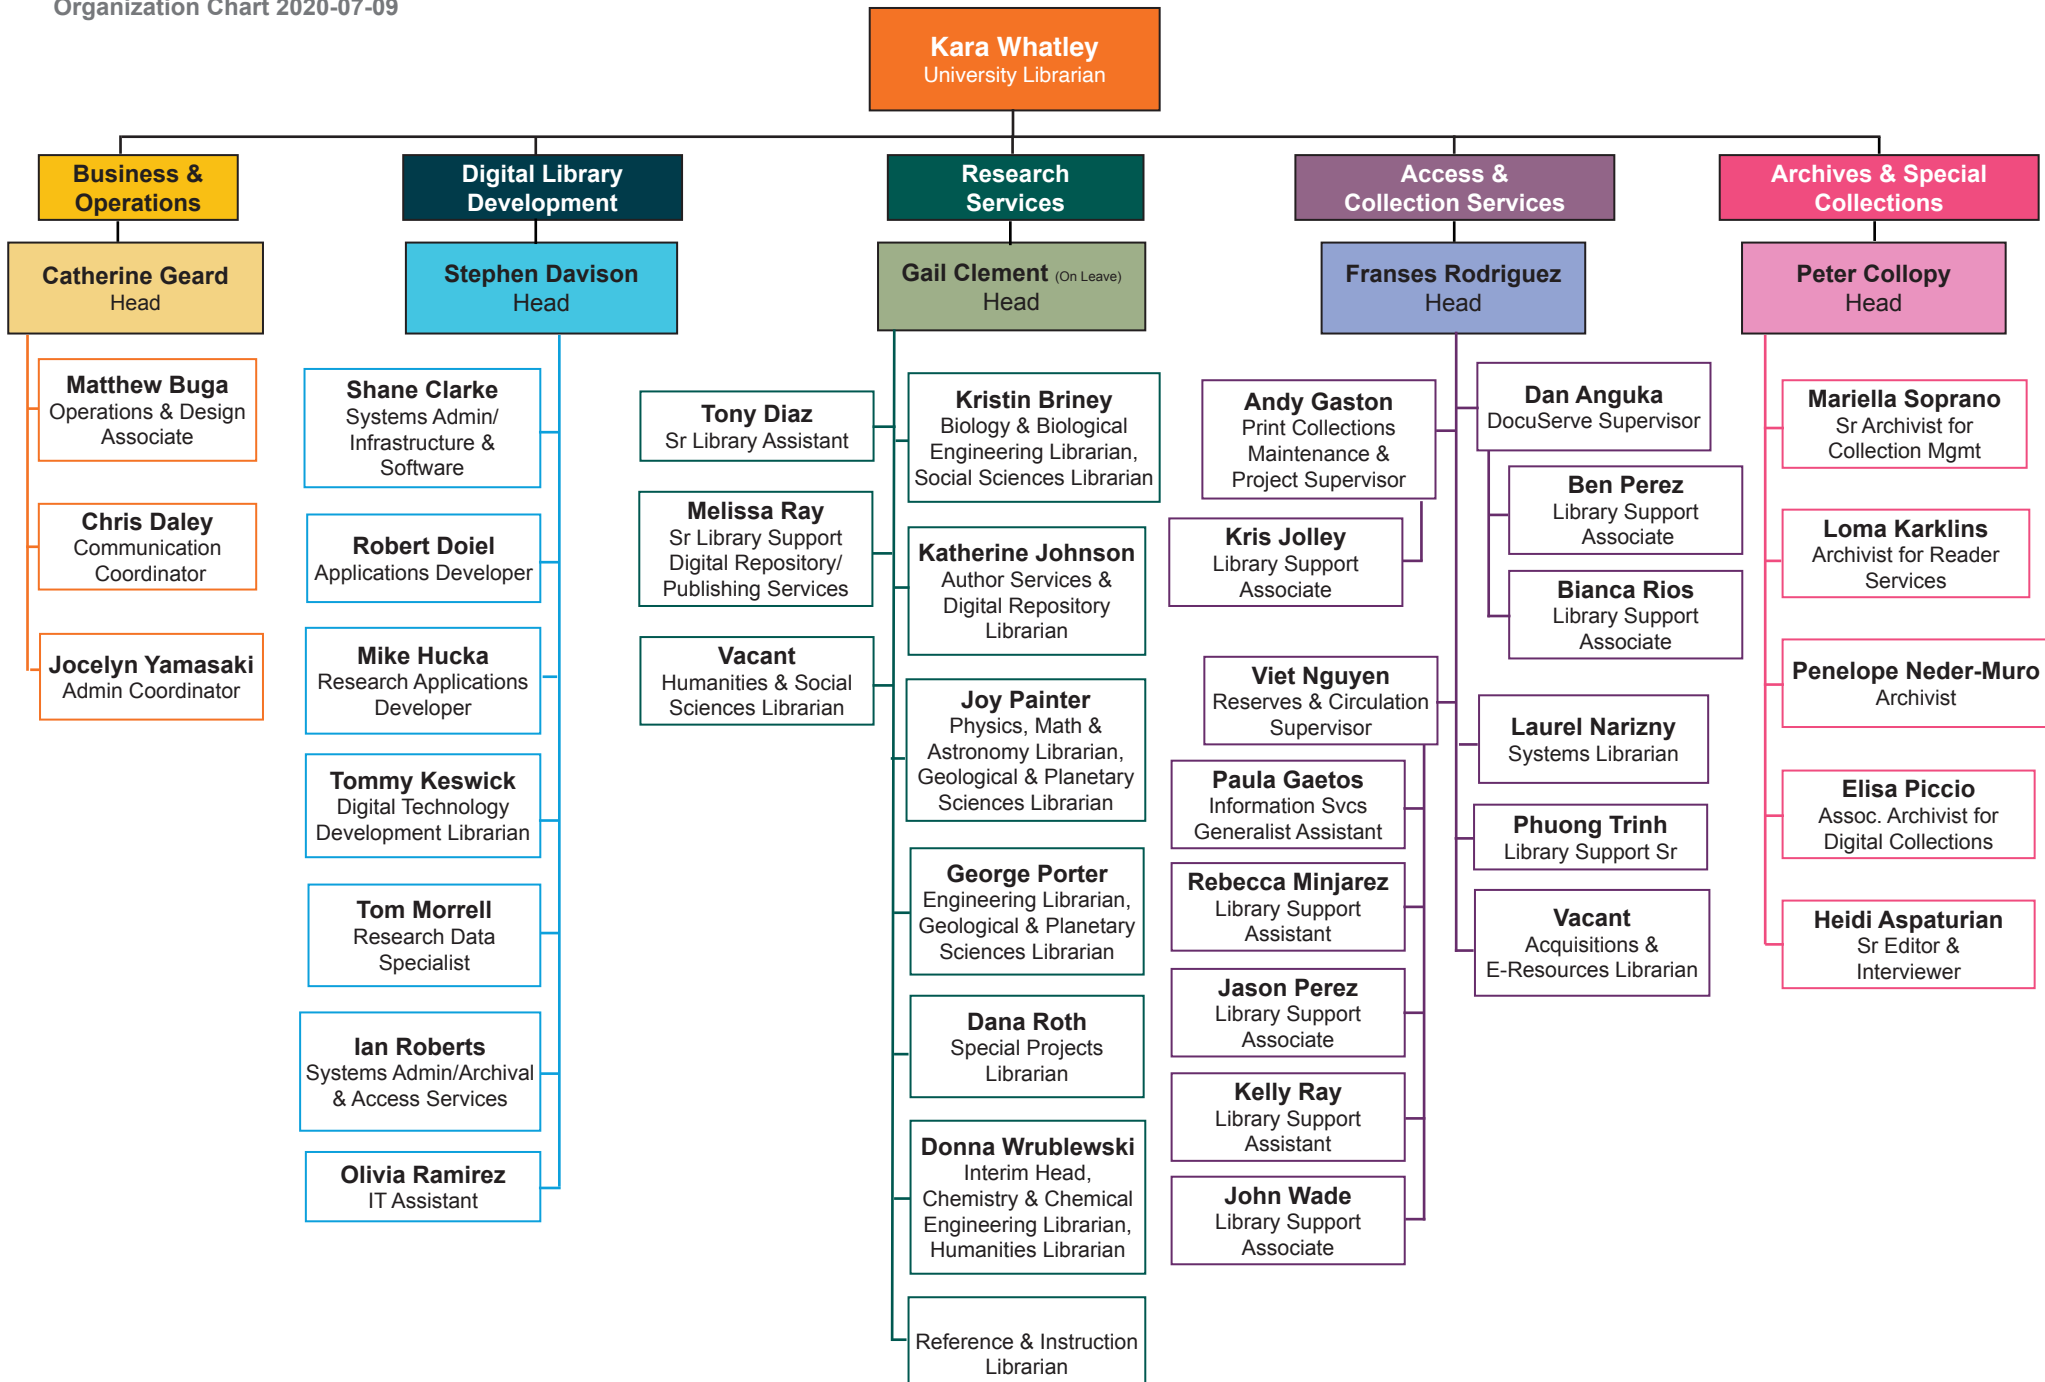 Organization Chart 2020-07-09
Kara Whatley
University Librarian
Business &
Operations
Catherine Geard
Head
Matthew Buga
Operations & Design
Associate
Chris Daley
Communication
Coordinator
Jocelyn Yamasaki
Admin Coordinator
Digital Library
Development
Stephen Davison
Head
Shane Clarke
Systems Admin/
Infrastructure &
Software
Robert Doiel
Applications Developer
Mike Hucka
Research Applications
Developer
Tommy Keswick
Digital Technology
Development Librarian
Tom Morrell
Research Data
Specialist
Ian Roberts
Systems Admin/Archival
& Access Services
Olivia Ramirez
IT Assistant
Research
Services
Gail Clement (On Leave)
Head
Tony Diaz
Sr Library Assistant
Melissa Ray
Sr Library Support
Digital Repository/
Publishing Services
Vacant
Humanities & Social
Sciences Librarian
Kristin Briney
Biology & Biological
Engineering Librarian,
Social Sciences Librarian
Katherine Johnson
Author Services &
Digital Repository
Librarian
Joy Painter
Physics, Math &
Astronomy Librarian,
Geological & Planetary
Sciences Librarian
George Porter
Engineering Librarian,
Geological & Planetary
Sciences Librarian
Dana Roth
Special Projects
Librarian
Donna Wrublewski
Interim Head,
Chemistry & Chemical
Engineering Librarian,
Humanities Librarian
Reference & Instruction
Librarian
Access &
Collection Services
Franses Rodriguez
Head
Andy Gaston
Print Collections
Maintenance &
Project Supervisor
Kris Jolley
Library Support
Associate
Viet Nguyen
Reserves & Circulation
Supervisor
Paula Gaetos
Information Svcs
Generalist Assistant
Rebecca Minjarez
Library Support
Assistant
Jason Perez
Library Support
Associate
Kelly Ray
Library Support
Assistant
John Wade
Library Support
Associate
Dan Anguka
DocuServe Supervisor
Ben Perez
Library Support
Associate
Bianca Rios
Library Support
Associate
Laurel Narizny
Systems Librarian
Phuong Trinh
Library Support Sr
Vacant
Acquisitions &
E-Resources Librarian
Archives & Special
Collections
Peter Collopy
Head
Mariella Soprano
Sr Archivist for
Collection Mgmt
Loma Karklins
Archivist for Reader
Services
Penelope Neder-Muro
Archivist
Elisa Piccio
Assoc. Archivist for
Digital Collections
Heidi Aspaturian
Sr Editor &
Interviewer